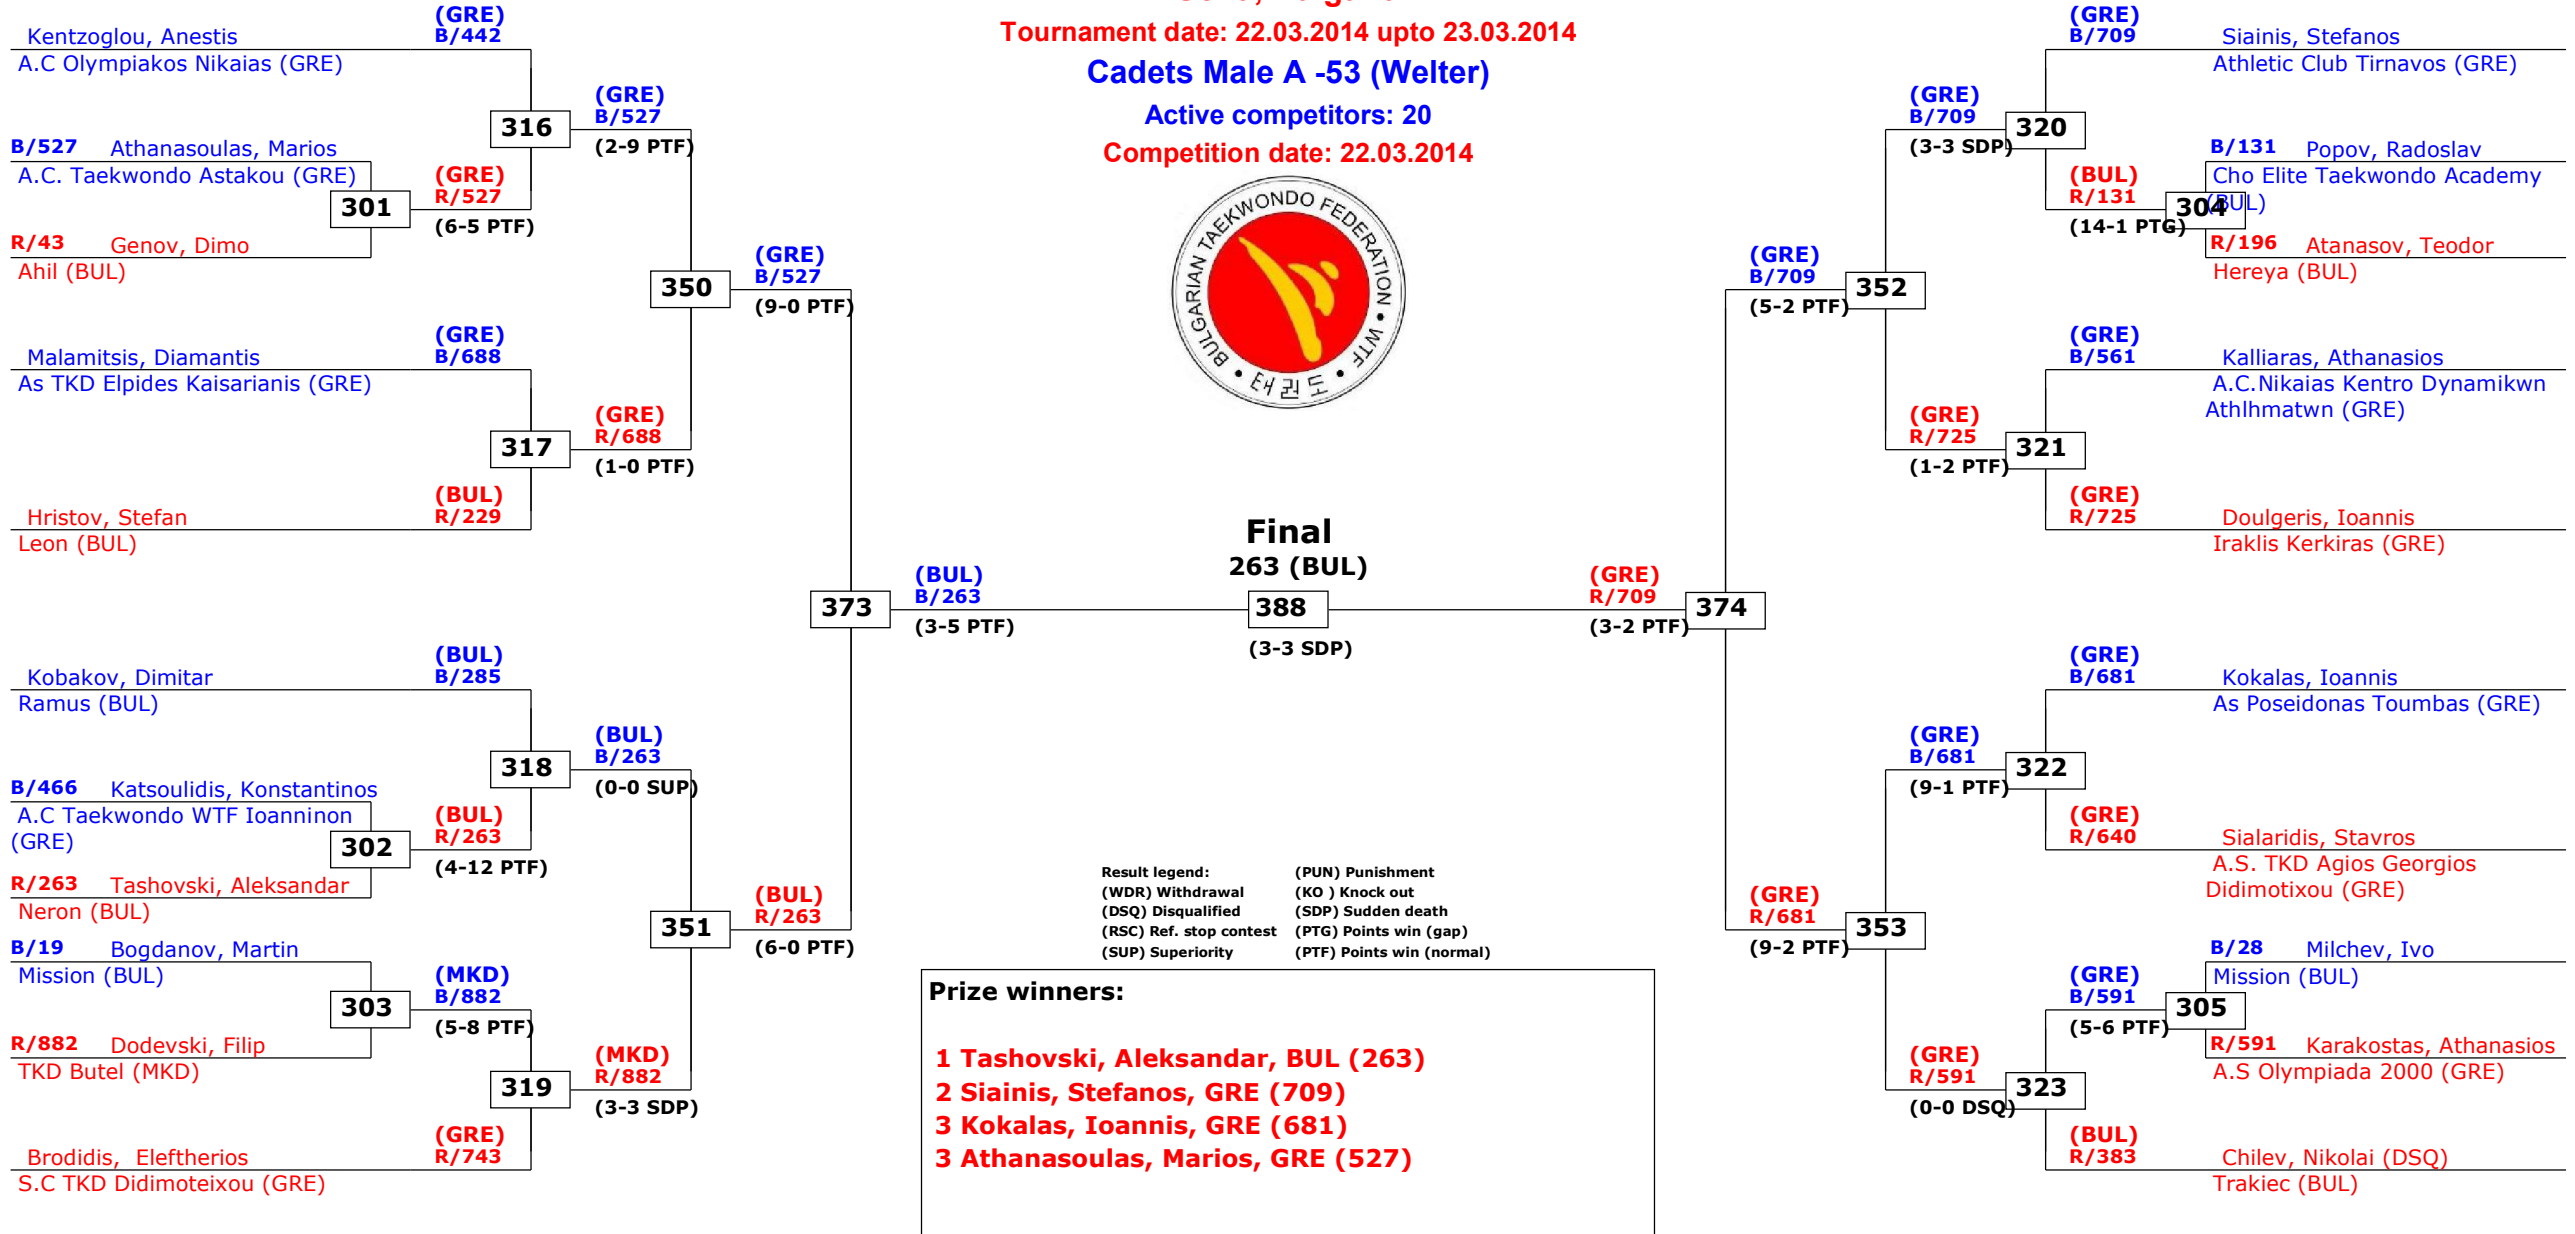 Tournament date: 22.03.2014 upto 23.03.2014
Cadets Male A -53 (Welter)
Active competitors: 20
Competition date: 22.03.2014
BULGARIAN TAEKWONDO FEDERATION • WTF • 태권도 •
(GRE)
Kentzoglou, Anestis B/442
A.C Olympiakos Nikaias (GRE)
316
(GRE)
B/527
(2-9 PTF)
B/527 Athanasoulas, Marios
A.C. Taekwondo Astakou (GRE)
301
(GRE)
R/527
(6-5 PTF)
R/43 Genov, Dimo
Ahil (BUL)
350
(GRE)
B/527
(9-0 PTF)
(GRE)
Malamitsis, Diamantis B/688
As TKD Elpides Kaisarianis (GRE)
317
(GRE)
R/688
(1-0 PTF)
(BUL)
Hristov, Stefan R/229
Leon (BUL)
373
(BUL)
B/263
(3-5 PTF)
(BUL)
Kobakov, Dimitar B/285
Ramus (BUL)
318
(BUL)
B/263
(0-0 SUP)
B/466 Katsoulidis, Konstantinos
A.C Taekwondo WTF Ioanninon
(GRE)
302
(BUL)
R/263
(4-12 PTF)
R/263 Tashovski, Aleksandar
Neron (BUL)
351
(BUL)
R/263
(6-0 PTF)
B/19 Bogdanov, Martin
Mission (BUL)
303
(MKD)
B/882
(5-8 PTF)
R/882 Dodevski, Filip
TKD Butel (MKD)
319
(MKD)
R/882
(3-3 SDP)
(GRE)
Brodidis, Eleftherios R/743
S.C TKD Didimoteixou (GRE)
Final
263 (BUL)
388
(3-3 SDP)
(GRE)
R/709
(3-2 PTF)
374
(GRE)
B/709 Siainis, Stefanos
Athletic Club Tirnavos (GRE)
(GRE)
B/709
(3-3 SDP)
320
B/131 Popov, Radoslav
Cho Elite Taekwondo Academy
(BUL)
(BUL)
R/131
(14-1 PTG)
304
R/196 Atanasov, Teodor
Hereya (BUL)
(GRE)
B/709
(5-2 PTF)
352
(GRE)
B/561 Kalliaras, Athanasios
A.C.Nikaias Kentro Dynamikwn
Athlhmatwn (GRE)
(GRE)
R/725
(1-2 PTF)
321
(GRE)
R/725 Doulgeris, Ioannis
Iraklis Kerkiras (GRE)
(GRE)
B/681 Kokalas, Ioannis
As Poseidonas Toumbas (GRE)
(GRE)
B/681
(9-1 PTF)
322
(GRE)
R/640 Sialaridis, Stavros
A.S. TKD Agios Georgios
Didimotixou (GRE)
(GRE)
R/681
(9-2 PTF)
353
B/28 Milchev, Ivo
Mission (BUL)
(GRE)
B/591
(5-6 PTF)
305
R/591 Karakostas, Athanasios
A.S Olympiada 2000 (GRE)
(GRE)
R/591
(0-0 DSQ)
323
(BUL)
R/383 Chilev, Nikolai (DSQ)
Trakiec (BUL)
Result legend: (PUN) Punishment
(WDR) Withdrawal (KO ) Knock out
(DSQ) Disqualified (SDP) Sudden death
(RSC) Ref. stop contest (PTG) Points win (gap)
(SUP) Superiority (PTF) Points win (normal)
Prize winners:
1 Tashovski, Aleksandar, BUL (263)
2 Siainis, Stefanos, GRE (709)
3 Kokalas, Ioannis, GRE (681)
3 Athanasoulas, Marios, GRE (527)